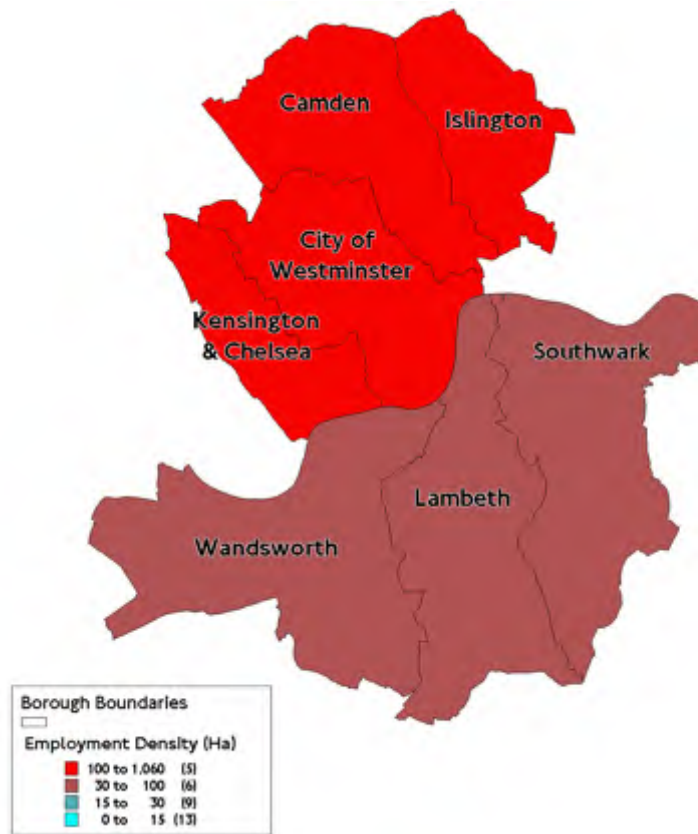 Camden
Islington
City of
Westminster
Kensington
& Chelsea
Southwark
Lambeth
Wandsworth
Borough Boundaries
Employment Density (Ha)
100 to 1,060 (5)
30 to 100 (6)
15 to 30 (9)
0 to 15 (13)